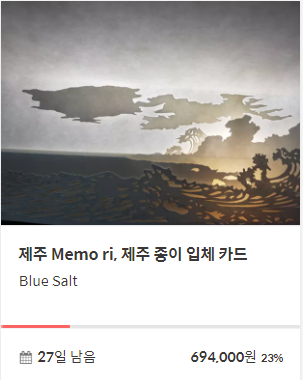 제주 Memo ri, 제주 종이 입체 카드
Blue Salt
27일 남음
694,000원 23%